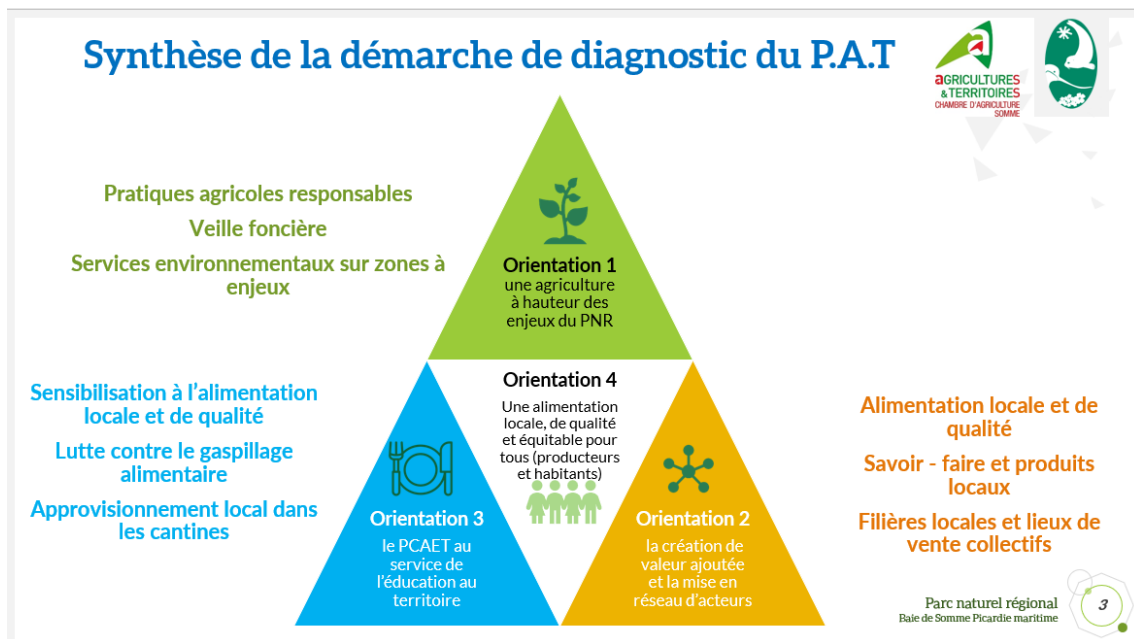 Synthèse de la démarche de diagnostic du P.A.T
aGRICULTURES
& TERRITOIRES
CHAMBRE D'AGRICULTURE
SOMME
Pratiques agricoles responsables
Veille foncière
Services environnementaux sur zones à
enjeux
Orientation 1
une agriculture
à hauteur des
enjeux du PNR
Sensibilisation à l'alimentation
locale et de qualité
Lutte contre le gaspillage
alimentaire
Approvisionnement local dans
les cantines
Orientation 4
Une alimentation
locale, de qualité
et équitable pour
tous (producteurs
et habitants)
Orientation 3
le PCAET au
service de
l'éducation au
territoire
Orientation 2
la création de
valeur ajoutée
et la mise en
réseau d'acteurs
Alimentation locale et de
qualité
Savoir - faire et produits
locaux
Filières locales et lieux de
vente collectifs
Parc naturel régional
Baie de Somme Picardie maritime
3